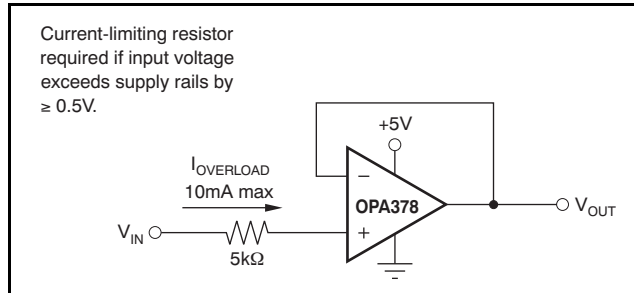 Current-limiting resistor
required if input voltage
exceeds supply rails by
≥ 0.5V.
+5V
IOVERLOAD
10mA max
−
OPA378
VOUT
VIN
+
5kΩ